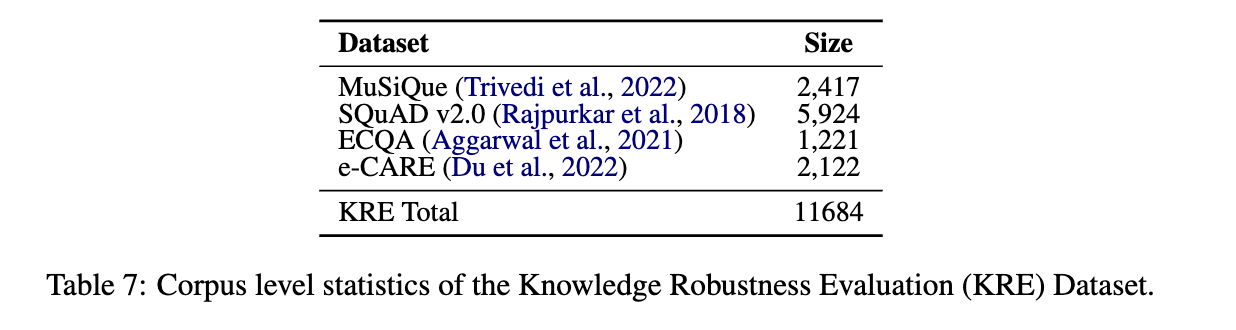 Dataset Size
MuSiQue (Trivedi et al., 2022) 2,417
SQuAD v2.0 (Rajpurkar et al., 2018) 5,924
ECQA (Aggarwal et al., 2021) 1,221
e-CARE (Du et al., 2022) 2,122
KRE Total 11684
Table 7: Corpus level statistics of the Knowledge Robustness Evaluation (KRE) Dataset.